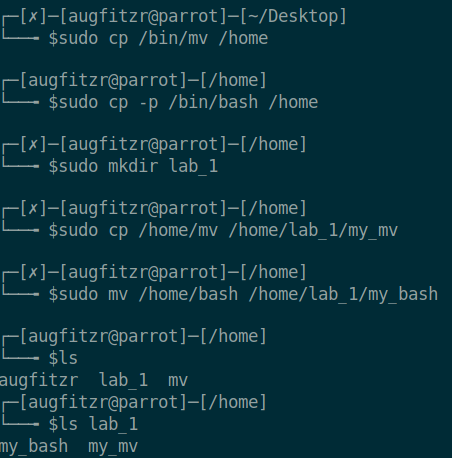 ┌─[✗]─[augfitzr@parrot]─[~/Desktop]
└──╼ $sudo cp /bin/mv /home
┌─[augfitzr@parrot]─[/home]
└──╼ $sudo cp -p /bin/bash /home
┌─[✗]─[augfitzr@parrot]─[/home]
└──╼ $sudo mkdir lab_1
┌─[✗]─[augfitzr@parrot]─[/home]
└──╼ $sudo cp /home/mv /home/lab_1/my_mv
┌─[✗]─[augfitzr@parrot]─[/home]
└──╼ $sudo mv /home/bash /home/lab_1/my_bash
┌─[augfitzr@parrot]─[/home]
└──╼ $ls
augfitzr  lab_1  mv
┌─[augfitzr@parrot]─[/home]
└──╼ $ls lab_1
my_bash  my_mv